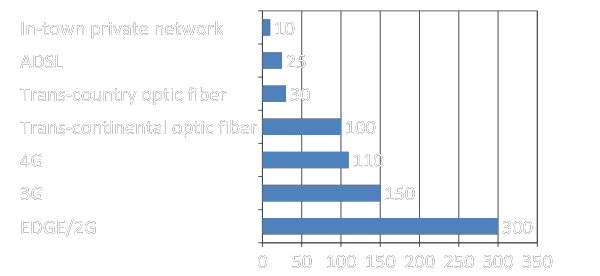 In-town private network 10
ADSL 25
Trans-country optic fiber 30
Trans-continental optic fiber 100
4G 110
3G 150
EDGE/2G 300
0 50 100 150 200 250 300 350